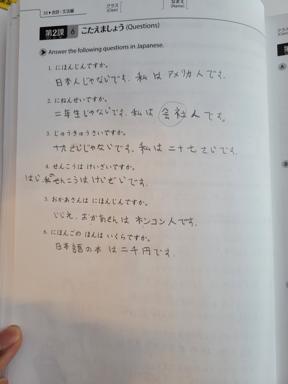 58 ▶会話・文法編
クラス
(Class)
なまえ
(Name)
第2課 6 こたえましょう (Questions)
Answer the following questions in Japanese.
1. にほんじんですか。
日本人じゃないです。私は アメリカ人です。
2. にねんせいですか。
二年生じゃないです。私は 会社人です。
3. じゅうきゅうさいですか。
十九さいじゃないです。私は 二十七さいです。
4. せんこうは けいざいですか。
はい 私のせんこうは けいざいです。
5. おかあさんは にほんじんですか。
いいえ、おかあさんは ホンコン人です。
6. にほんごの ほんは いくらですか。
日本語の本 は二千円です。